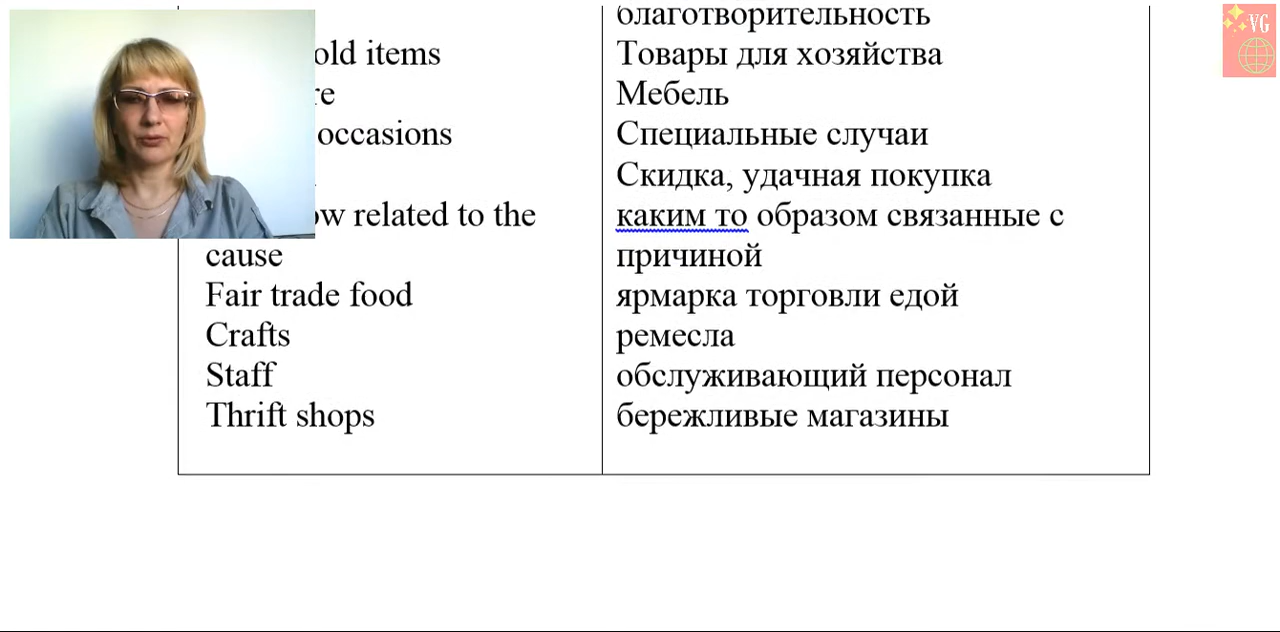 благотворительность
old items Товары для хозяйства
re Мебель
occasions Специальные случаи
Скидка, удачная покупка
ow related to the каким то образом связанные с
cause причиной
Fair trade food ярмарка торговли едой
Crafts ремесла
Staff обслуживающий персонал
Thrift shops бережливые магазины
VG